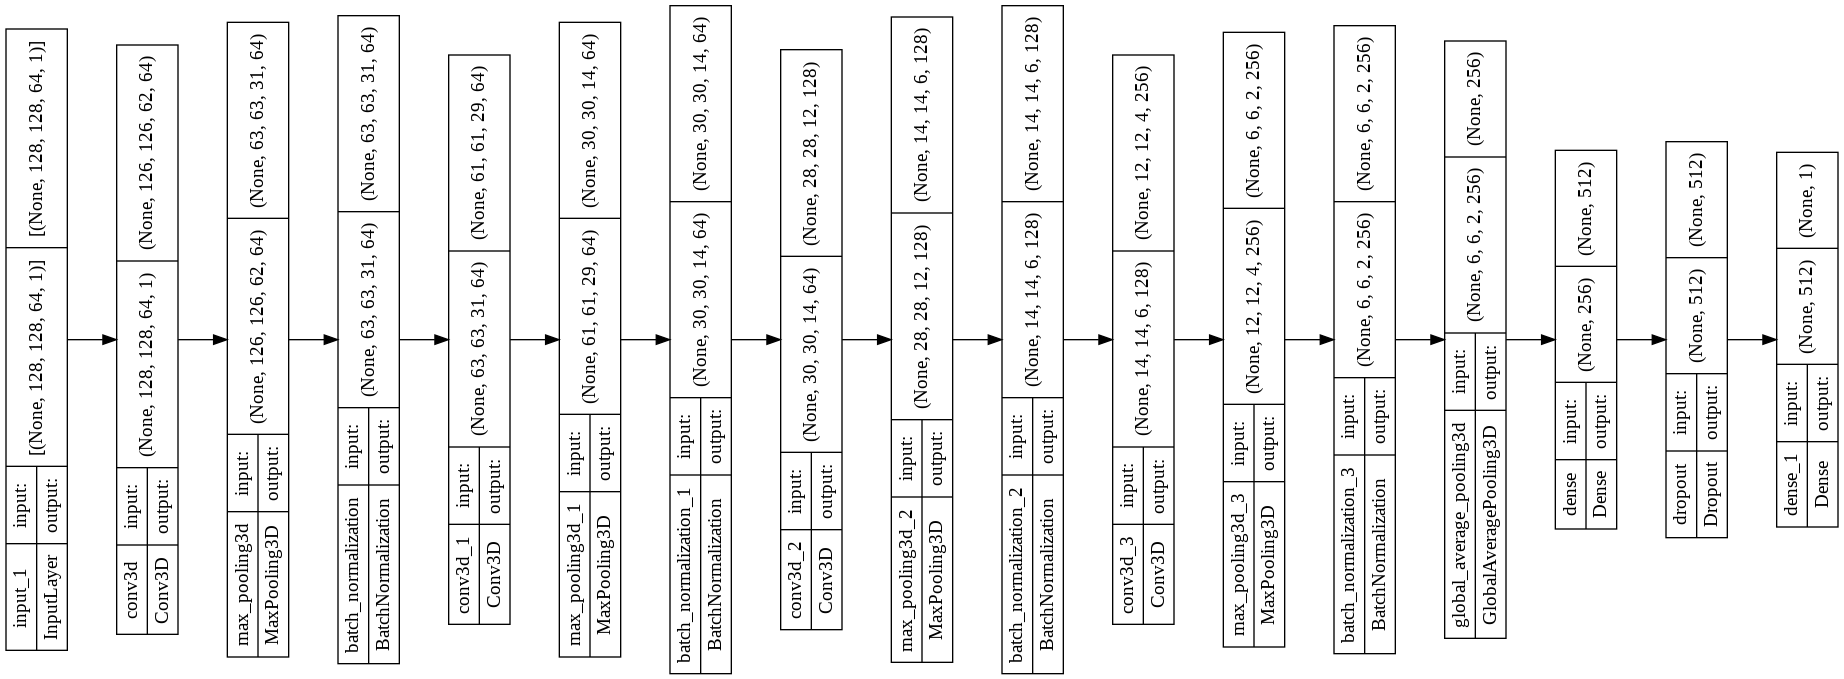 input_1
InputLayer
input:
output:
[(None, 128, 128, 64, 1)]
[(None, 128, 128, 64, 1)]
conv3d
Conv3D
input:
output:
(None, 128, 128, 64, 1)
(None, 126, 126, 62, 64)
max_pooling3d
MaxPooling3D
input:
output:
(None, 126, 126, 62, 64)
(None, 63, 63, 31, 64)
batch_normalization
BatchNormalization
input:
output:
(None, 63, 63, 31, 64)
(None, 63, 63, 31, 64)
conv3d_1
Conv3D
input:
output:
(None, 63, 63, 31, 64)
(None, 61, 61, 29, 64)
max_pooling3d_1
MaxPooling3D
input:
output:
(None, 61, 61, 29, 64)
(None, 30, 30, 14, 64)
batch_normalization_1
BatchNormalization
input:
output:
(None, 30, 30, 14, 64)
(None, 30, 30, 14, 64)
conv3d_2
Conv3D
input:
output:
(None, 30, 30, 14, 64)
(None, 28, 28, 12, 128)
max_pooling3d_2
MaxPooling3D
input:
output:
(None, 28, 28, 12, 128)
(None, 14, 14, 6, 128)
batch_normalization_2
BatchNormalization
input:
output:
(None, 14, 14, 6, 128)
(None, 14, 14, 6, 128)
conv3d_3
Conv3D
input:
output:
(None, 14, 14, 6, 128)
(None, 12, 12, 4, 256)
max_pooling3d_3
MaxPooling3D
input:
output:
(None, 12, 12, 4, 256)
(None, 6, 6, 2, 256)
batch_normalization_3
BatchNormalization
input:
output:
(None, 6, 6, 2, 256)
(None, 6, 6, 2, 256)
global_average_pooling3d
GlobalAveragePooling3D
input:
output:
(None, 6, 6, 2, 256)
(None, 256)
dense
Dense
input:
output:
(None, 256)
(None, 512)
dropout
Dropout
input:
output:
(None, 512)
(None, 512)
dense_1
Dense
input:
output:
(None, 512)
(None, 1)